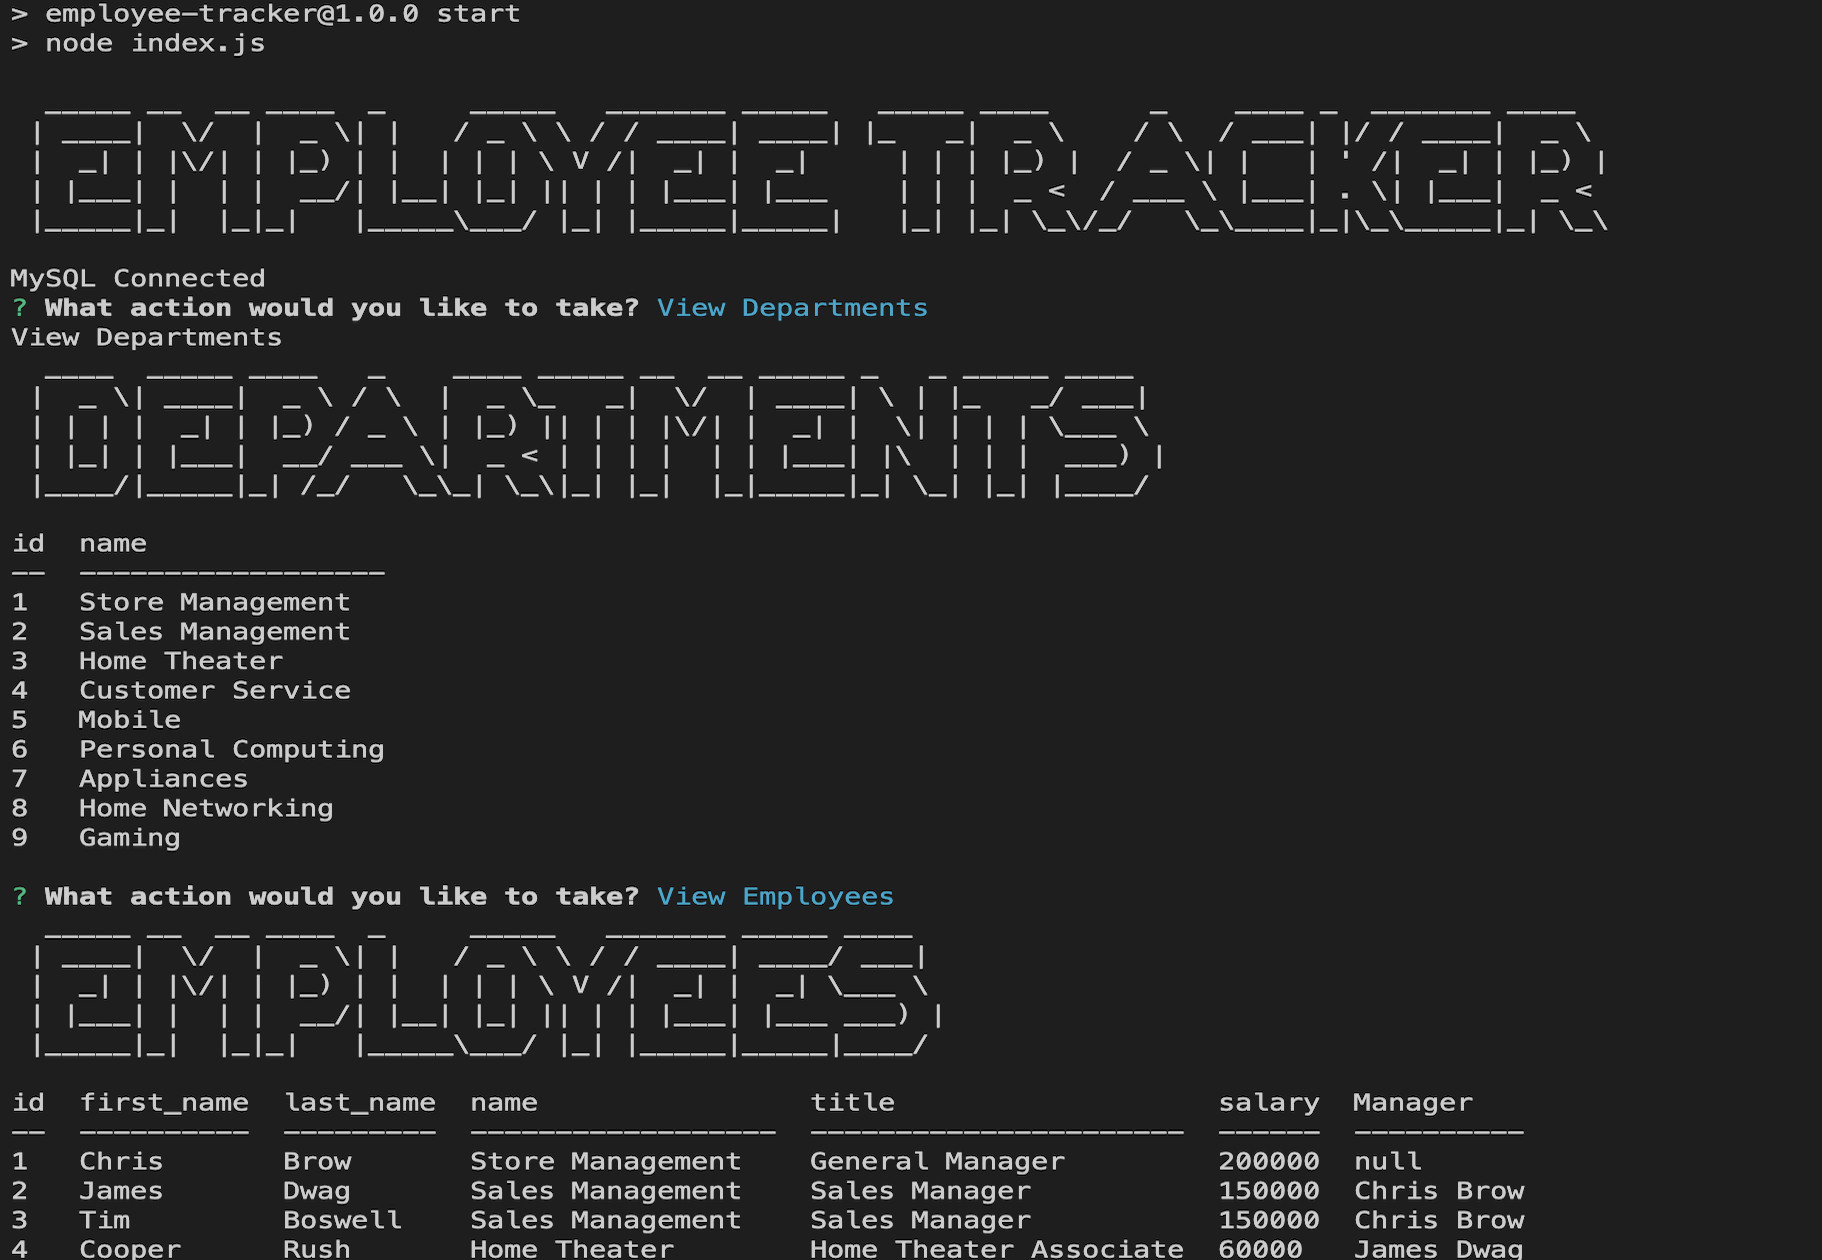 > employee-tracker@1.0.0 start
> node index.js
EMPLOYEE TRACKER
MySQL Connected
? What action would you like to take? View Departments
View Departments
DEPARTMENTS
id  name
--  ------------------
1   Store Management
2   Sales Management
3   Home Theater
4   Customer Service
5   Mobile
6   Personal Computing
7   Appliances
8   Home Networking
9   Gaming
? What action would you like to take? View Employees
EMPLOYEES
id  first_name  last_name  name                title                   salary  Manager
--  ----------  ---------  ------------------  ----------------------  ------  ----------
1   Chris       Brow       Store Management    General Manager         200000  null
2   James       Dwag       Sales Management    Sales Manager           150000  Chris Brow
3   Tim         Boswell    Sales Management    Sales Manager           150000  Chris Brow
4   Cooper      Rush       Home Theater        Home Theater Associate  60000   James Dwag